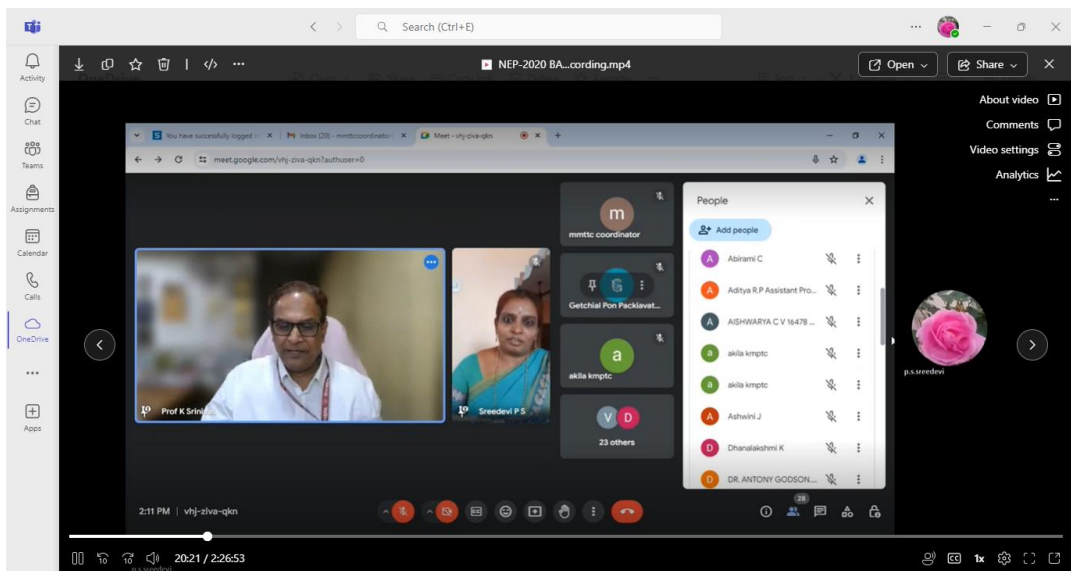 Search (Ctrl+E)
Activity
Chat
Teams
Assignments
Calendar
Calls
OneDrive
Apps
NEP-2020 BA...cording.mp4
Open
Share
About video
Comments
Video settings
Analytics
You have successfully logged
Inbox (20) - mmttccoordinator
Meet - vhj-ziva-qkn
meet.google.com/vhj-ziva-qkn?authuser=0
m
mmttc coordinator
G
Getchial Pon Packiavat...
a
akila kmptc
V D
23 others
Prof K Srini
Sreedevi P S
People
Add people
A Abirami C
A Aditya R.P Assistant Pro...
A AISHWARYA C V 16478 ...
a akila kmptc
a akila kmptc
A Ashwini J
D Dhanalakshmi K
D DR. ANTONY GODSON...
p.s.sreedevi
2:11 PM | vhj-ziva-qkn
28
10 10 20:21 / 2:26:53
CC 1x
p.s.sreedevi